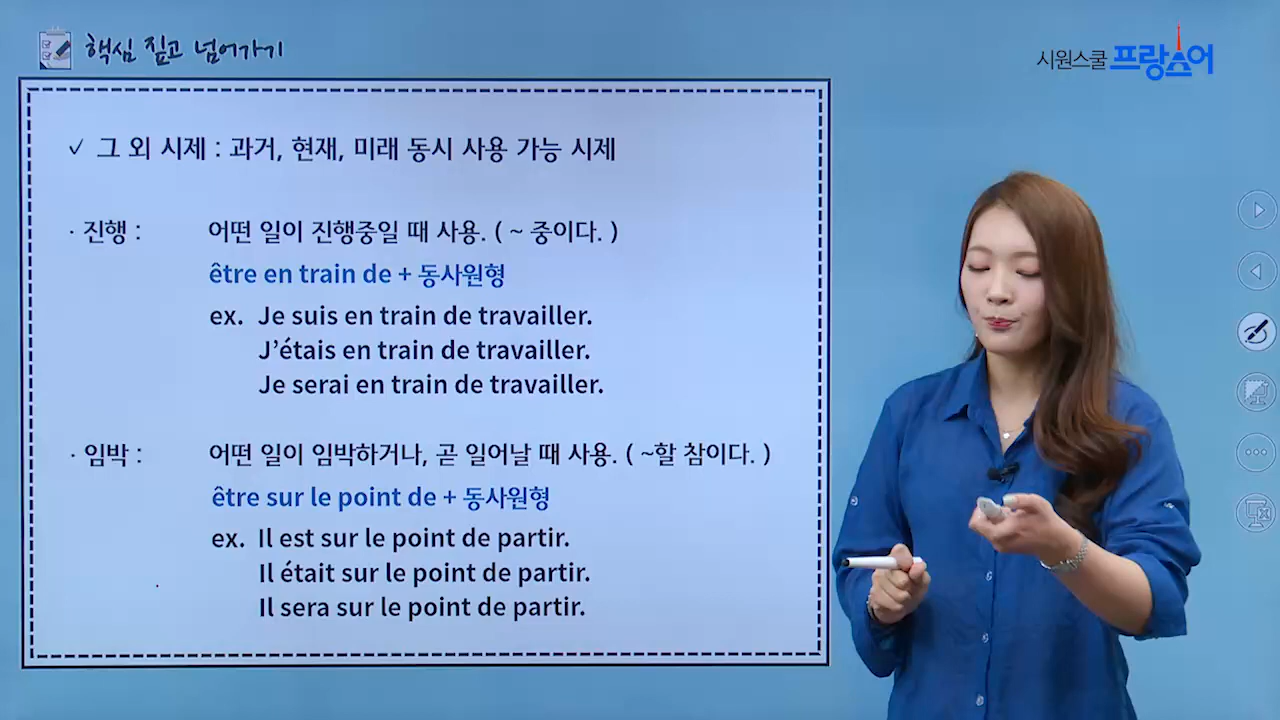 핵심 짚고 넘어가기
시원스쿨 프랑스어
✓ 그 외 시제 : 과거, 현재, 미래 동시 사용 가능 시제
· 진행 : 어떤 일이 진행중일 때 사용. ( ~ 중이다. )
être en train de + 동사원형
ex. Je suis en train de travailler.
J’étais en train de travailler.
Je serai en train de travailler.
· 임박 : 어떤 일이 임박하거나, 곧 일어날 때 사용. ( ~할 참이다. )
être sur le point de + 동사원형
ex. Il est sur le point de partir.
Il était sur le point de partir.
Il sera sur le point de partir.